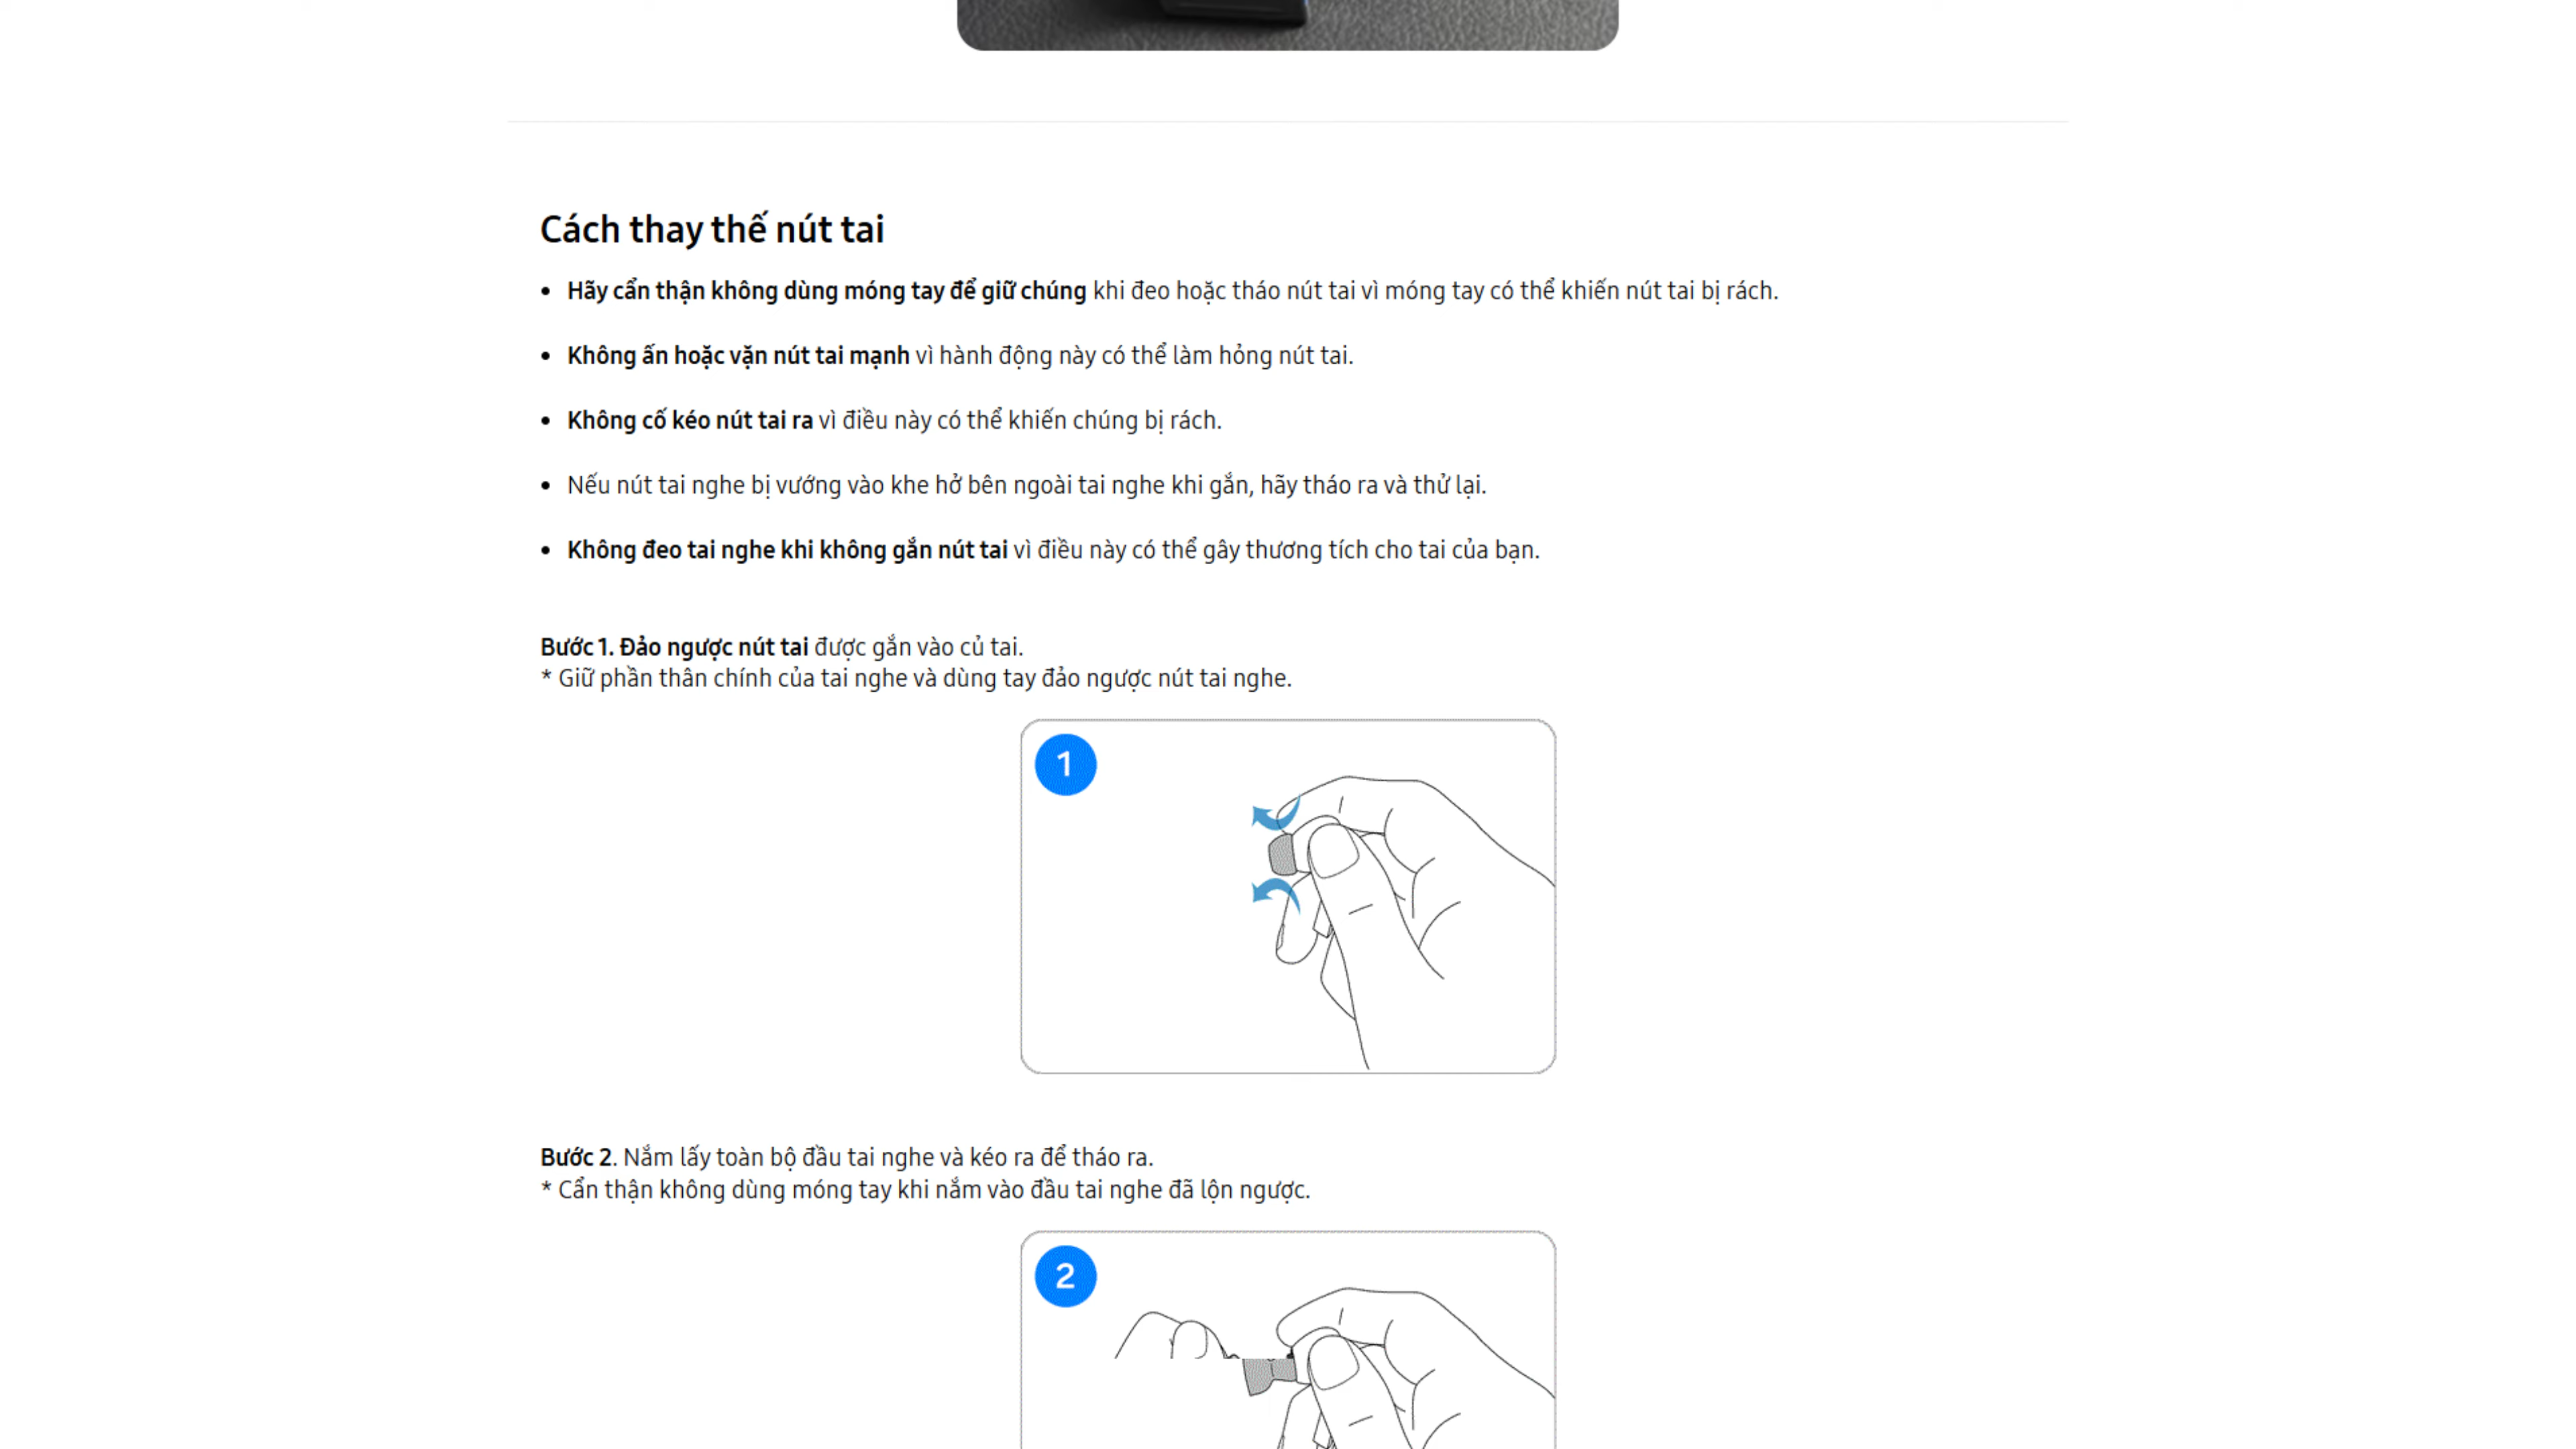 Cách thay thế nút tai
• Hãy cẩn thận không dùng móng tay để giữ chúng khi đeo hoặc tháo nút tai vì móng tay có thể khiến nút tai bị rách.
• Không ấn hoặc vặn nút tai mạnh vì hành động này có thể làm hỏng nút tai.
• Không cố kéo nút tai ra vì điều này có thể khiến chúng bị rách.
• Nếu nút tai nghe bị vướng vào khe hở bên ngoài tai nghe khi gắn, hãy tháo ra và thử lại.
• Không đeo tai nghe khi không gắn nút tai vì điều này có thể gây thương tích cho tai của bạn.
Bước 1. Đảo ngược nút tai được gắn vào củ tai.
* Giữ phần thân chính của tai nghe và dùng tay đảo ngược nút tai nghe.
1
Bước 2. Nắm lấy toàn bộ đầu tai nghe và kéo ra để tháo ra.
* Cẩn thận không dùng móng tay khi nắm vào đầu tai nghe đã lộn ngược.
2